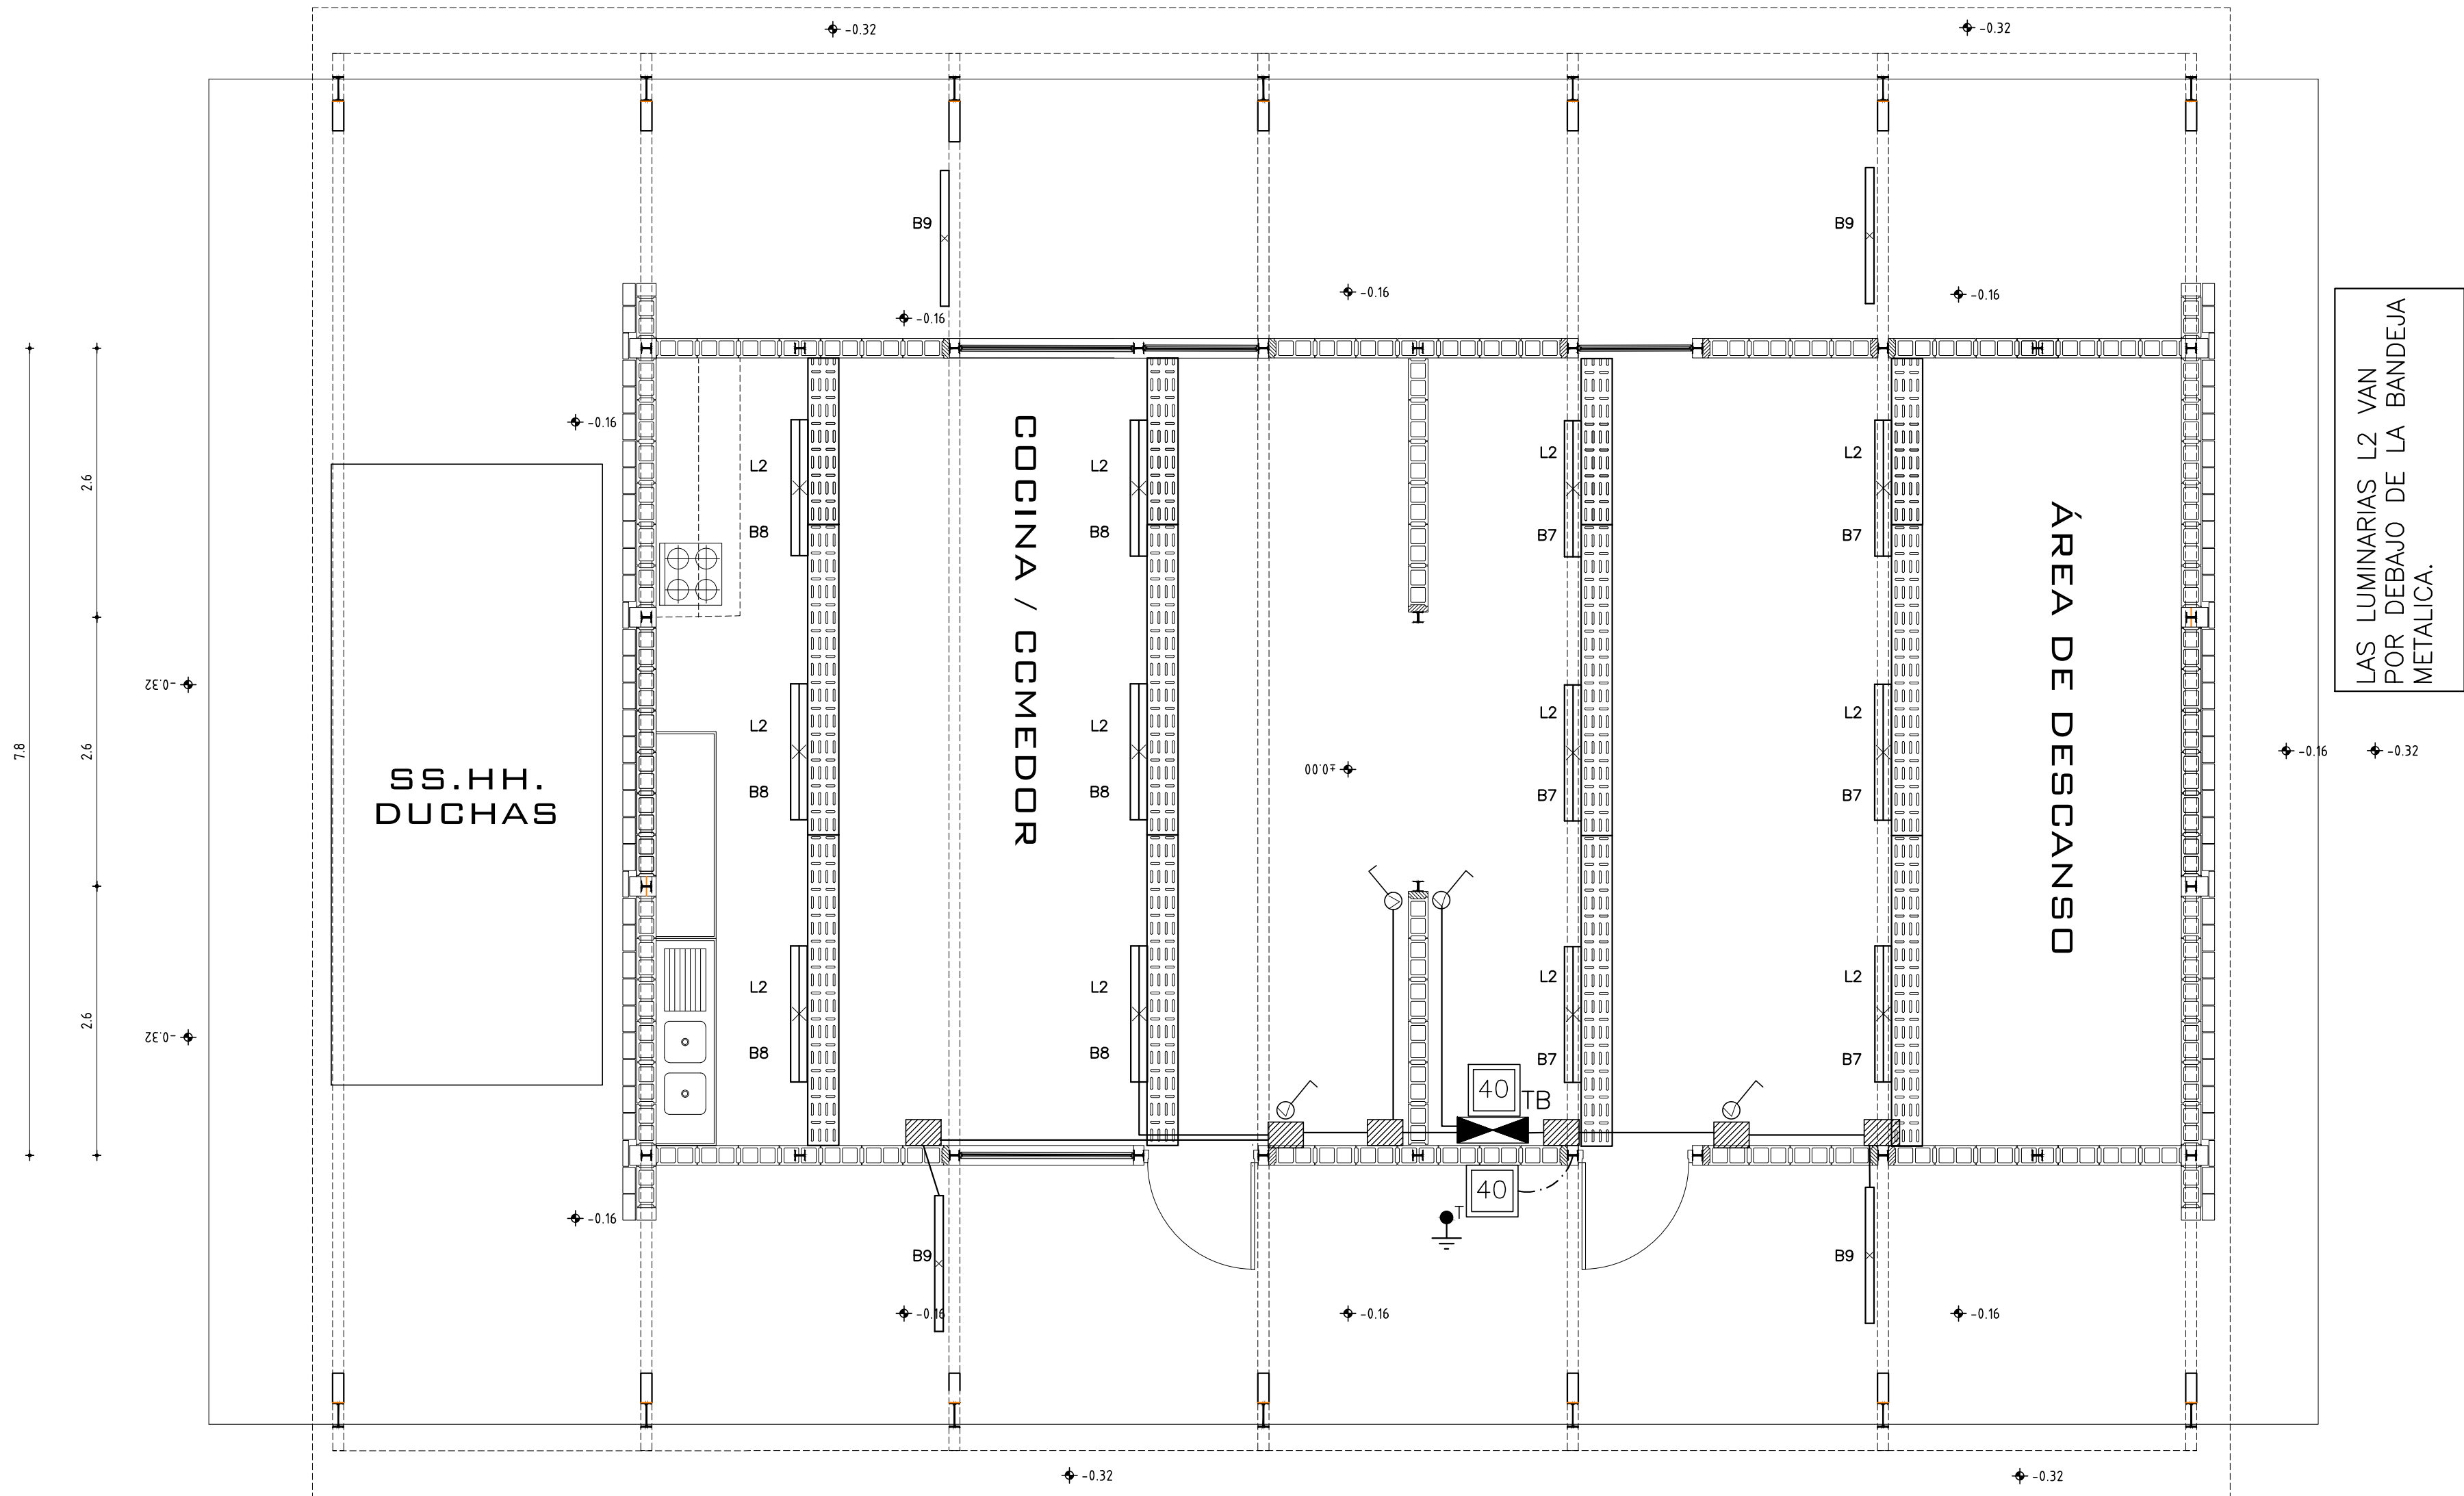 -0.32
-0.32
B9
B9
-0.16
-0.16
-0.16
-0.16
L2
L2
L2
L2
B8
B8
B7
B7
2.6
-0.32
L2
L2
L2
L2
7.8
2.6
SS.HH.
DUCHAS
B8
B8
B7
B7
COCINA / COMEDOR
±0.00
ÁREA DE DESCANSO
LAS LUMINARIAS L2 VAN
POR DEBAJO DE LA BANDEJA
METALICA.
-0.16
-0.32
L2
L2
L2
L2
2.6
-0.32
B8
B8
B7
B7
40
TB
40
T
-0.16
B9
B9
-0.16
-0.16
-0.16
-0.32
-0.32